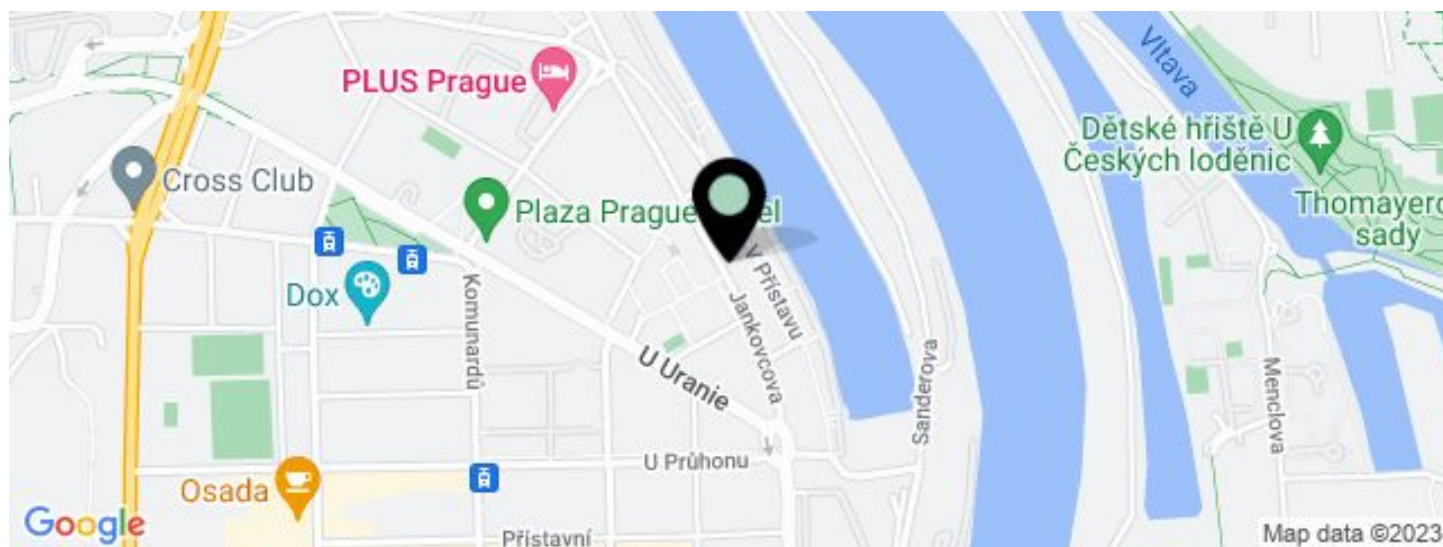 Vltava
PLUS Prague
Dětské hřiště U
Českých loděnic
Cross Club
Thomayero
sady
Plaza Prague
el
V Přístavu
Dox
Komunardů
Jankovcova
U Uranie
Sanderova
Menclova
U Průhonu
Osada
Google
Přístavní
Map data ©2023